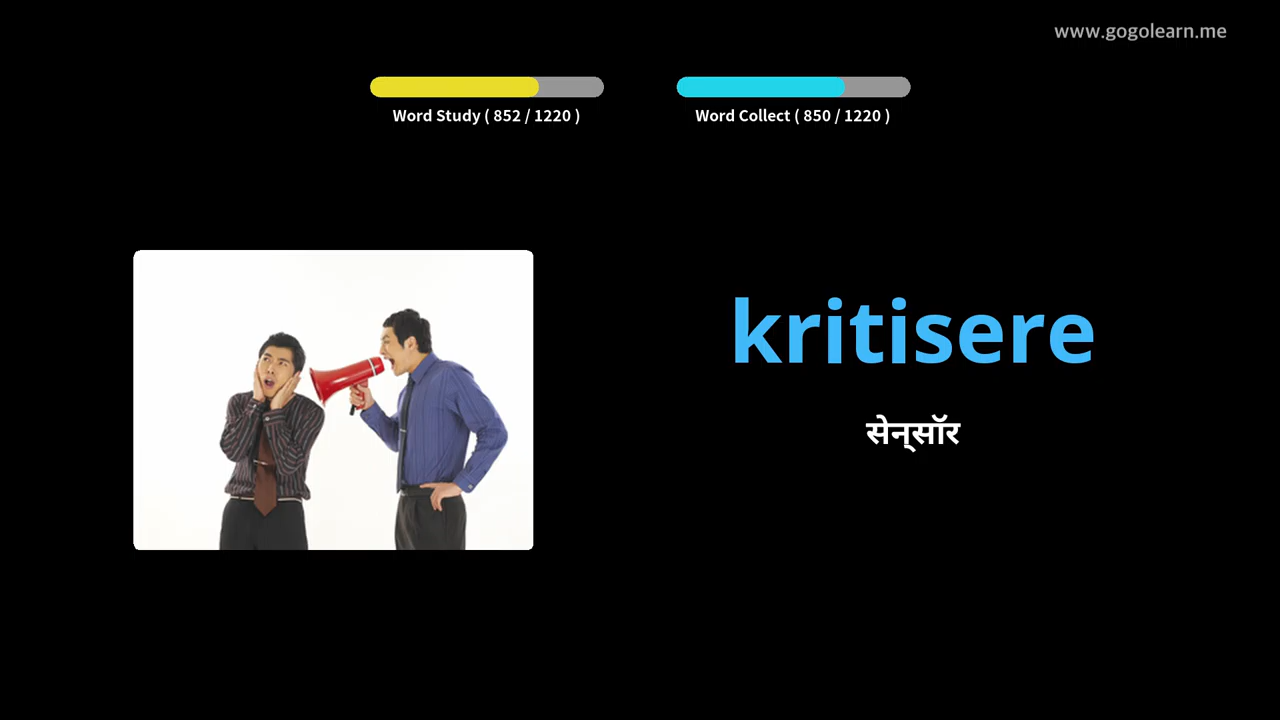 www.gogolearn.me
Word Study ( 852 / 1220 )
Word Collect ( 850 / 1220 )
kritisere
सेन्‌सॉर